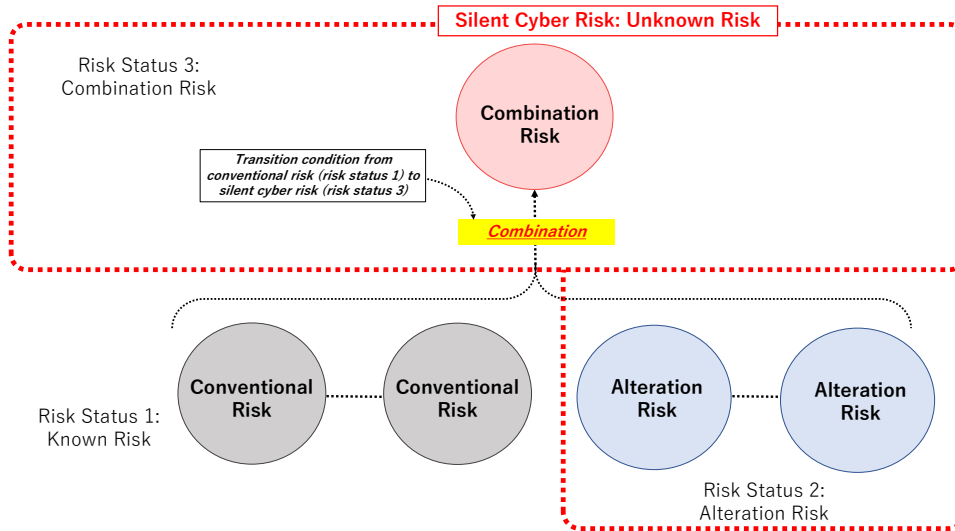 Silent Cyber Risk: Unknown Risk
Risk Status 3:
Combination Risk
Combination
Risk
Transition condition from
conventional risk (risk status 1) to
silent cyber risk (risk status 3)
Combination
Conventional
Risk
Conventional
Risk
Alteration
Risk
Alteration
Risk
Risk Status 1:
Known Risk
Risk Status 2:
Alteration Risk